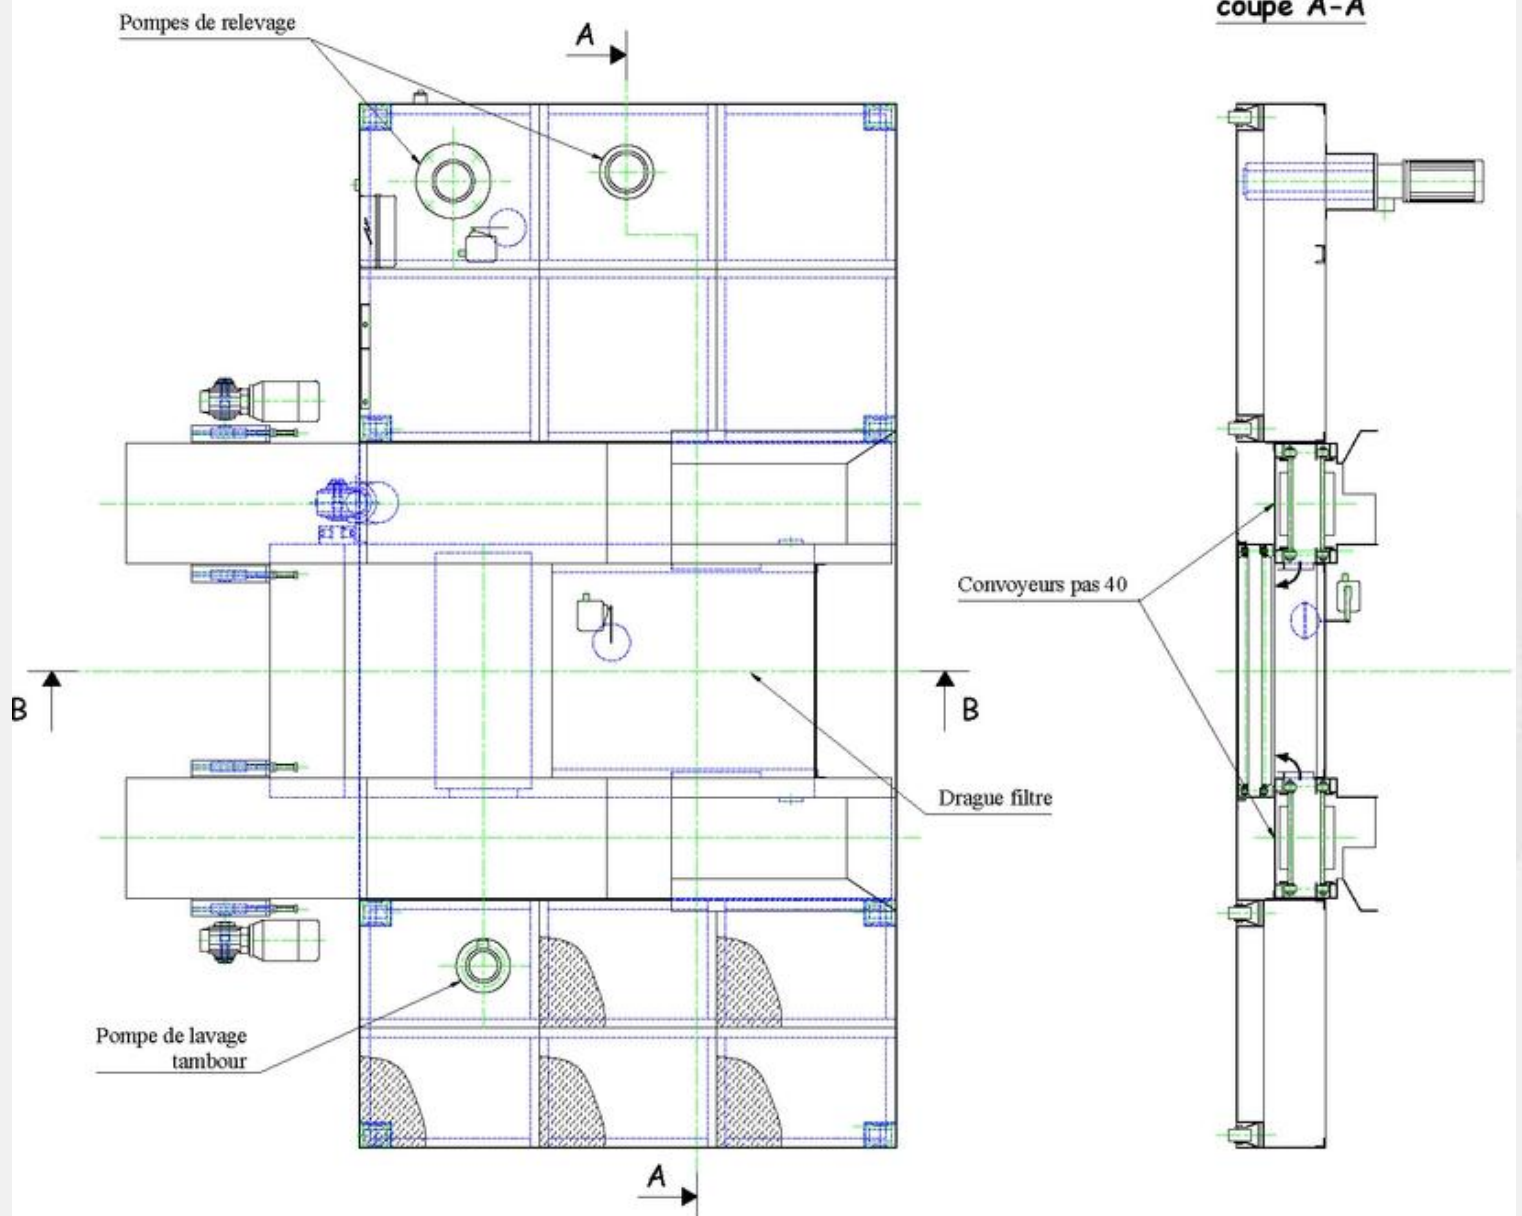 Pompes de relevage
A
coupe A-A
Convoyeurs pas 40
B
B
Drague filtre
Pompe de lavage
tambour
A